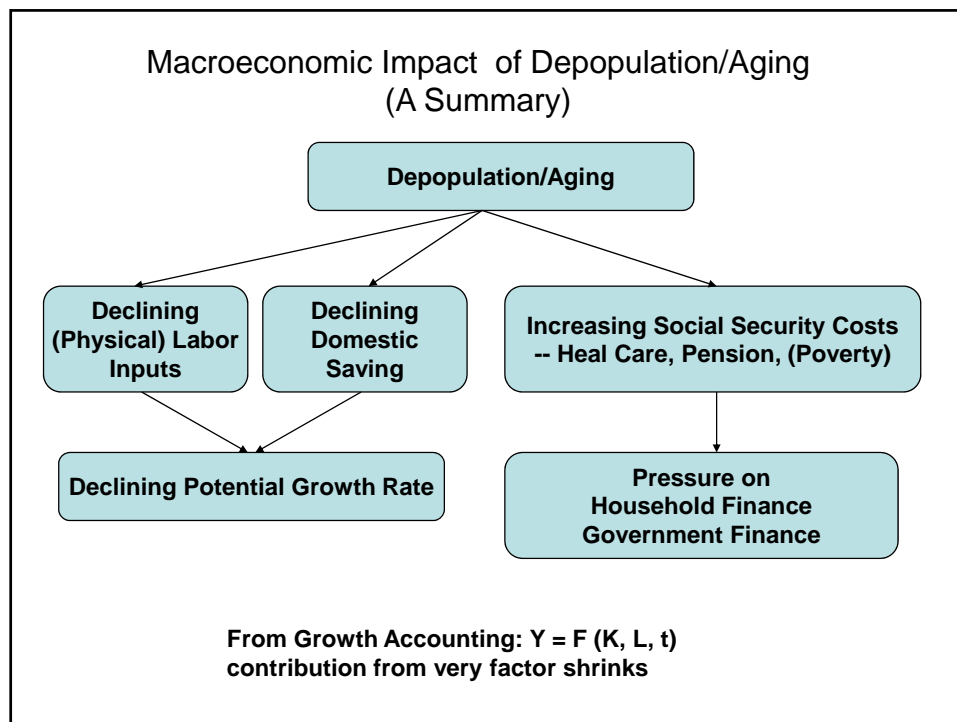 Macroeconomic Impact of Depopulation/Aging
(A Summary)
Depopulation/Aging
Declining
(Physical) Labor
Inputs
Declining
Domestic
Saving
Increasing Social Security Costs
-- Heal Care, Pension, (Poverty)
Declining Potential Growth Rate
Pressure on
Household Finance
Government Finance
From Growth Accounting: Y = F (K, L, t)
contribution from very factor shrinks